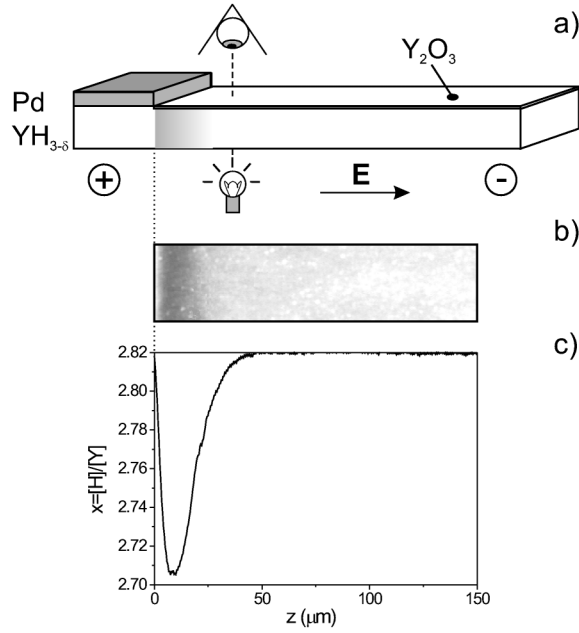 a)
Y₂O₃
Pd
YH₃₋δ
+
E
-
b)
c)
2.82
2.80
2.78
2.76
2.74
2.72
2.70
x=[H]/[Y]
0 50 100 150
z (μm)